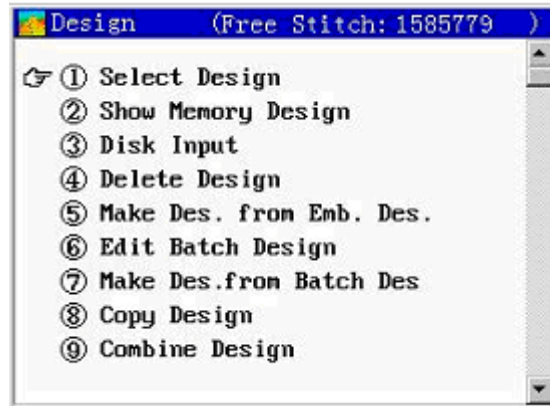 Design (Free Stitch: 1585779 )
① Select Design
② Show Memory Design
③ Disk Input
④ Delete Design
⑤ Make Des. from Emb. Des.
⑥ Edit Batch Design
⑦ Make Des.from Batch Des
⑧ Copy Design
⑨ Combine Design